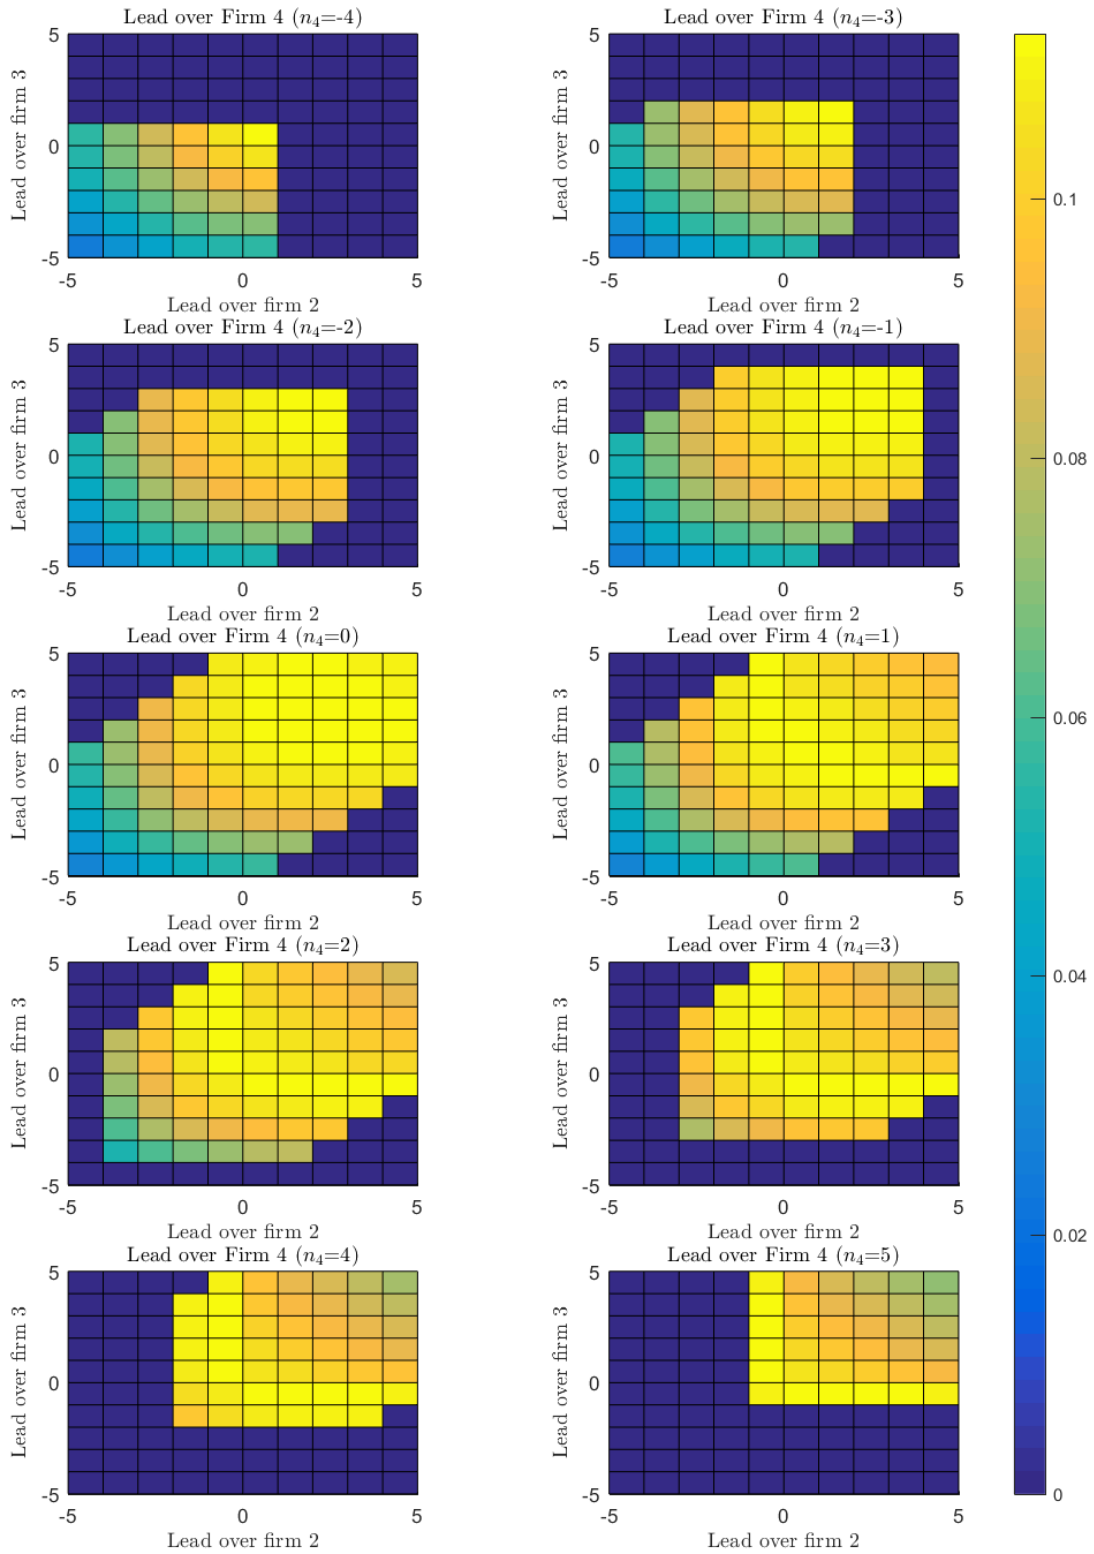 Lead over Firm 4 (n₄=-4)
5
0
-5
Lead over firm 3
-5 0 5
Lead over firm 2
Lead over Firm 4 (n₄=-3)
5
0
-5
Lead over firm 3
-5 0 5
Lead over firm 2
Lead over Firm 4 (n₄=-2)
5
0
-5
Lead over firm 3
-5 0 5
Lead over firm 2
Lead over Firm 4 (n₄=-1)
5
0
-5
Lead over firm 3
-5 0 5
Lead over firm 2
Lead over Firm 4 (n₄=0)
5
0
-5
Lead over firm 3
-5 0 5
Lead over firm 2
Lead over Firm 4 (n₄=1)
5
0
-5
Lead over firm 3
-5 0 5
Lead over firm 2
Lead over Firm 4 (n₄=2)
5
0
-5
Lead over firm 3
-5 0 5
Lead over firm 2
Lead over Firm 4 (n₄=3)
5
0
-5
Lead over firm 3
-5 0 5
Lead over firm 2
Lead over Firm 4 (n₄=4)
5
0
-5
Lead over firm 3
-5 0 5
Lead over firm 2
Lead over Firm 4 (n₄=5)
5
0
-5
Lead over firm 3
-5 0 5
Lead over firm 2
0.1
0.08
0.06
0.04
0.02
0